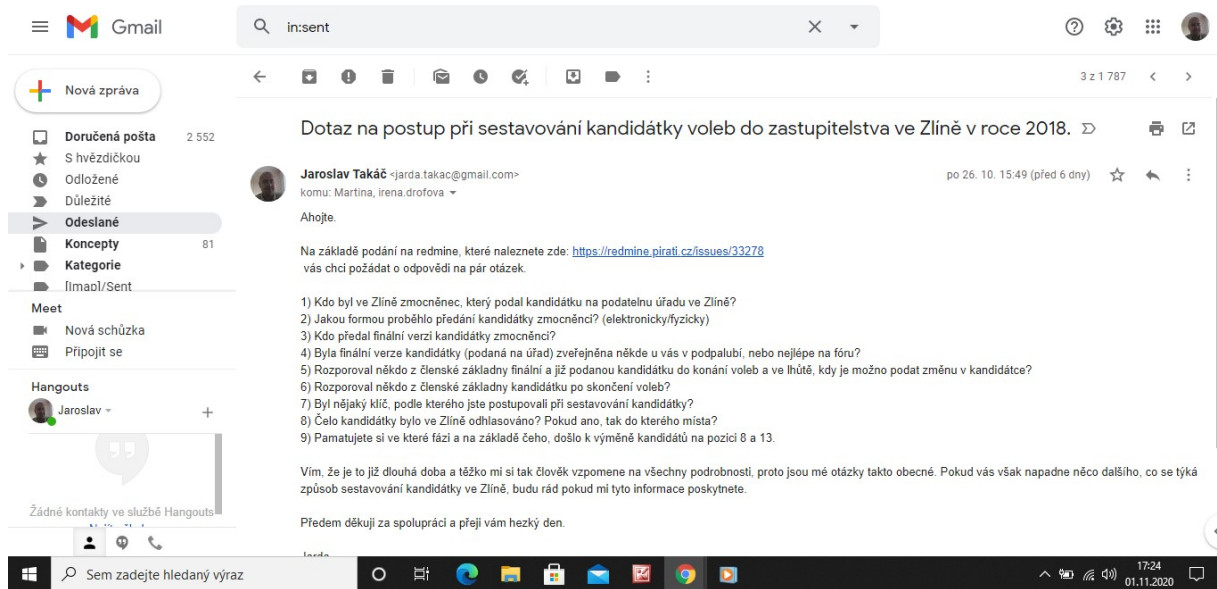 Gmail
in:sent
Nová zpráva
3 z 1 787
Doručená pošta 2 552
S hvězdičkou
Odložené
Důležité
Odeslané
Koncepty 81
Kategorie
[Imap]/Sent
Meet
Nová schůzka
Připojit se
Hangouts
Jaroslav
Žádné kontakty ve službě Hangouts
Dotaz na postup při sestavování kandidátky voleb do zastupitelstva ve Zlíně v roce 2018.
Jaroslav Takáč <jarda.takac@gmail.com>
po 26. 10. 15:49 (před 6 dny)
komu: Martina, irena.drofova
Ahojte.
Na základě podání na redmine, které naleznete zde: https://redmine.pirati.cz/issues/33278
vás chci požádat o odpovědi na pár otázek.
1) Kdo byl ve Zlíně zmocněnec, který podal kandidátku na podatelnu úřadu ve Zlíně?
2) Jakou formou proběhlo předání kandidátky zmocněnci? (elektronicky/fyzicky)
3) Kdo předal finální verzi kandidátky zmocněnci?
4) Byla finální verze kandidátky (podaná na úřad) zveřejněna někde u vás v podpalubí, nebo nejlépe na fóru?
5) Rozporoval někdo z členské základny finální a již podanou kandidátku do konání voleb a ve lhůtě, kdy je možno podat změnu v kandidátce?
6) Rozporoval někdo z členské základny kandidátku po skončení voleb?
7) Byl nějaký klíč, podle kterého jste postupovali při sestavování kandidátky?
8) Čelo kandidátky bylo ve Zlíně odhlasováno? Pokud ano, tak do kterého místa?
9) Pamatujete si ve které fázi a na základě čeho, došlo k výměně kandidátů na pozici 8 a 13.
Vím, že je to již dlouhá doba a těžko mi si tak člověk vzpomene na všechny podrobnosti, proto jsou mé otázky takto obecné. Pokud vás však napadne něco dalšího, co se týká
způsob sestavování kandidátky ve Zlíně, budu rád pokud mi tyto informace poskytnete.
Předem děkuji za spolupráci a přeji vám hezký den.
Jarda
Sem zadejte hledaný výraz
17:24
01.11.2020